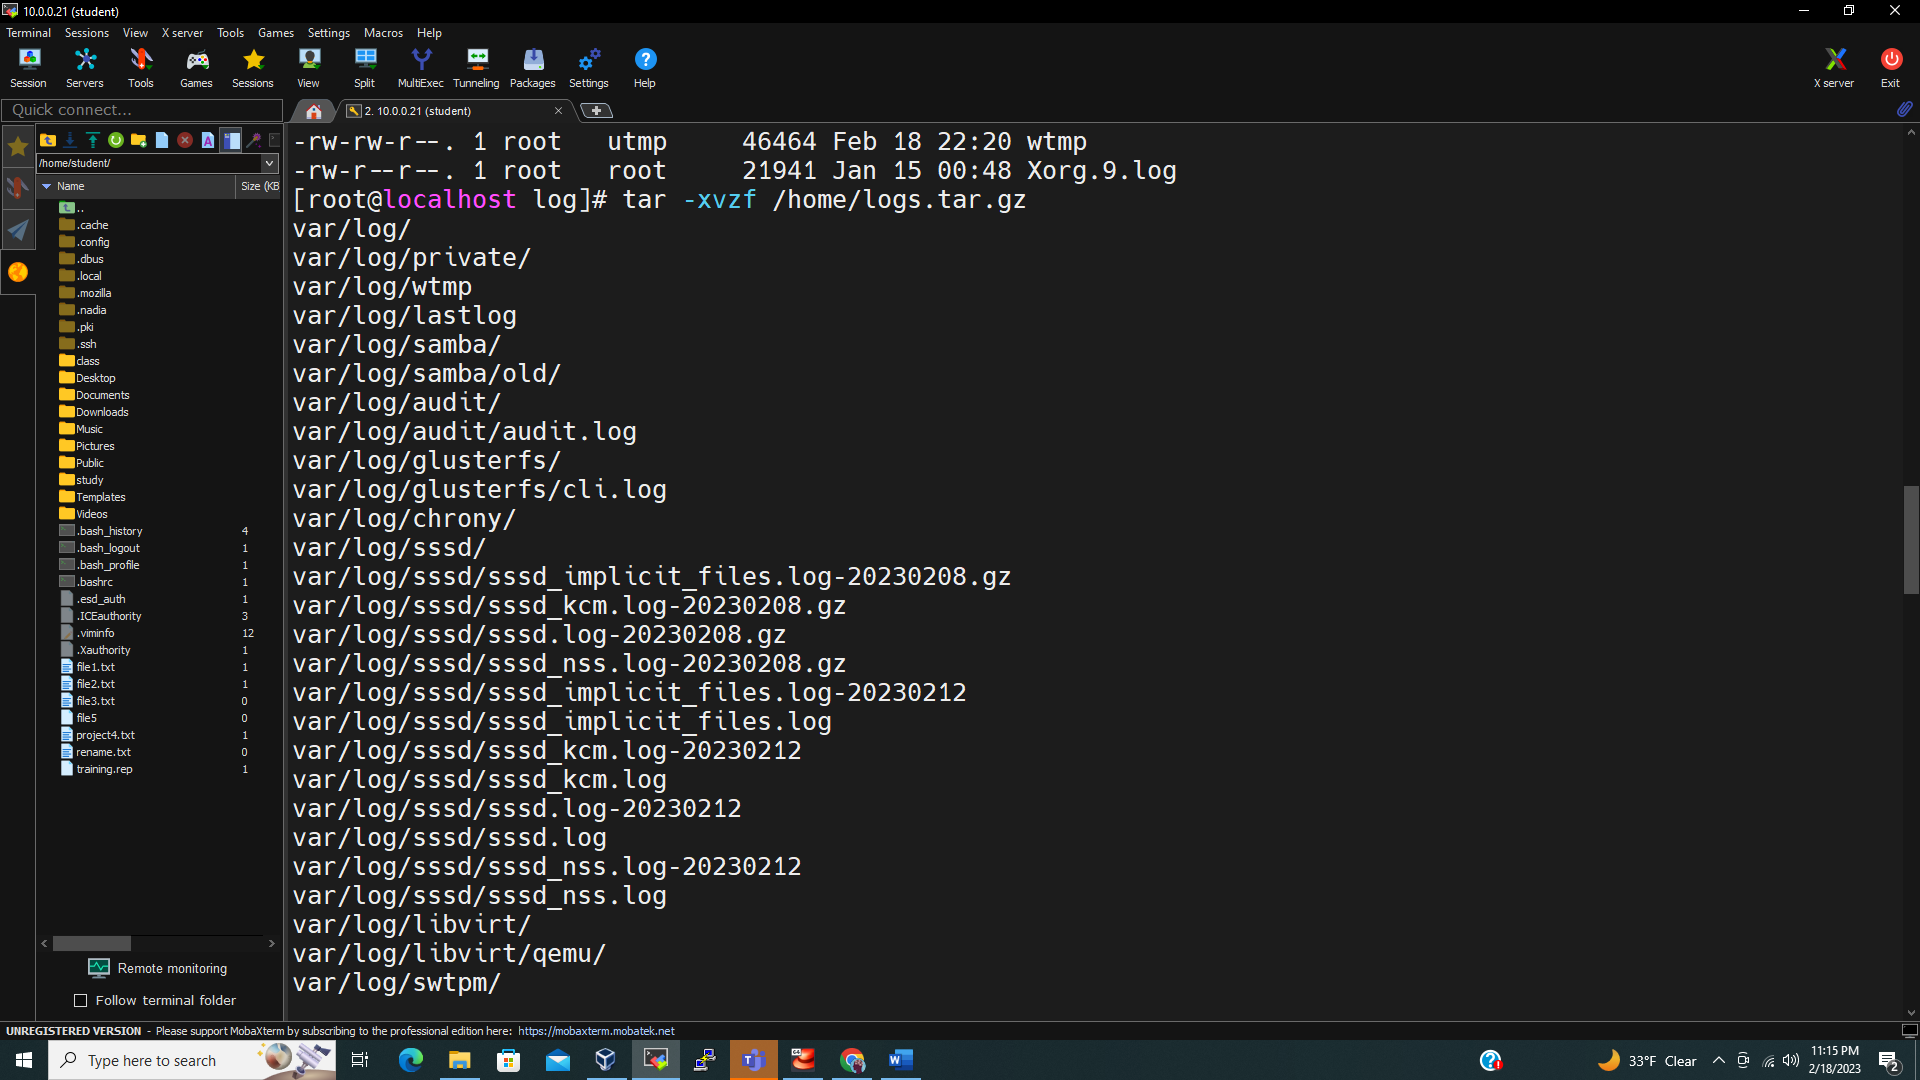 10.0.0.21 (student)
Terminal Sessions View X server Tools Games Settings Macros Help
Session Servers Tools Games Sessions View Split MultiExec Tunneling Packages Settings Help X server Exit
Quick connect...
2. 10.0.0.21 (student)
/home/student/
Name Size (KB
..
.cache
.config
.dbus
.local
.mozilla
.nadia
.pki
.ssh
class
Desktop
Documents
Downloads
Music
Pictures
Public
study
Templates
Videos
.bash_history 4
.bash_logout 1
.bash_profile 1
.bashrc 1
.esd_auth 1
.ICEauthority 3
.viminfo 12
.Xauthority 1
file1.txt 1
file2.txt 1
file3.txt 0
file5 0
project4.txt 1
rename.txt 0
training.rep 1
Remote monitoring
Follow terminal folder
-rw-rw-r--. 1 root utmp 46464 Feb 18 22:20 wtmp
-rw-r--r--. 1 root root 21941 Jan 15 00:48 Xorg.9.log
[root@localhost log]# tar -xvzf /home/logs.tar.gz
var/log/
var/log/private/
var/log/wtmp
var/log/lastlog
var/log/samba/
var/log/samba/old/
var/log/audit/
var/log/audit/audit.log
var/log/glusterfs/
var/log/glusterfs/cli.log
var/log/chrony/
var/log/sssd/
var/log/sssd/sssd_implicit_files.log-20230208.gz
var/log/sssd/sssd_kcm.log-20230208.gz
var/log/sssd/sssd.log-20230208.gz
var/log/sssd/sssd_nss.log-20230208.gz
var/log/sssd/sssd_implicit_files.log-20230212
var/log/sssd/sssd_implicit_files.log
var/log/sssd/sssd_kcm.log-20230212
var/log/sssd/sssd_kcm.log
var/log/sssd/sssd.log-20230212
var/log/sssd/sssd.log
var/log/sssd/sssd_nss.log-20230212
var/log/sssd/sssd_nss.log
var/log/libvirt/
var/log/libvirt/qemu/
var/log/swtpm/
UNREGISTERED VERSION - Please support MobaXterm by subscribing to the professional edition here: https://mobaxterm.mobatek.net
Type here to search
33°F Clear
11:15 PM
2/18/2023
2